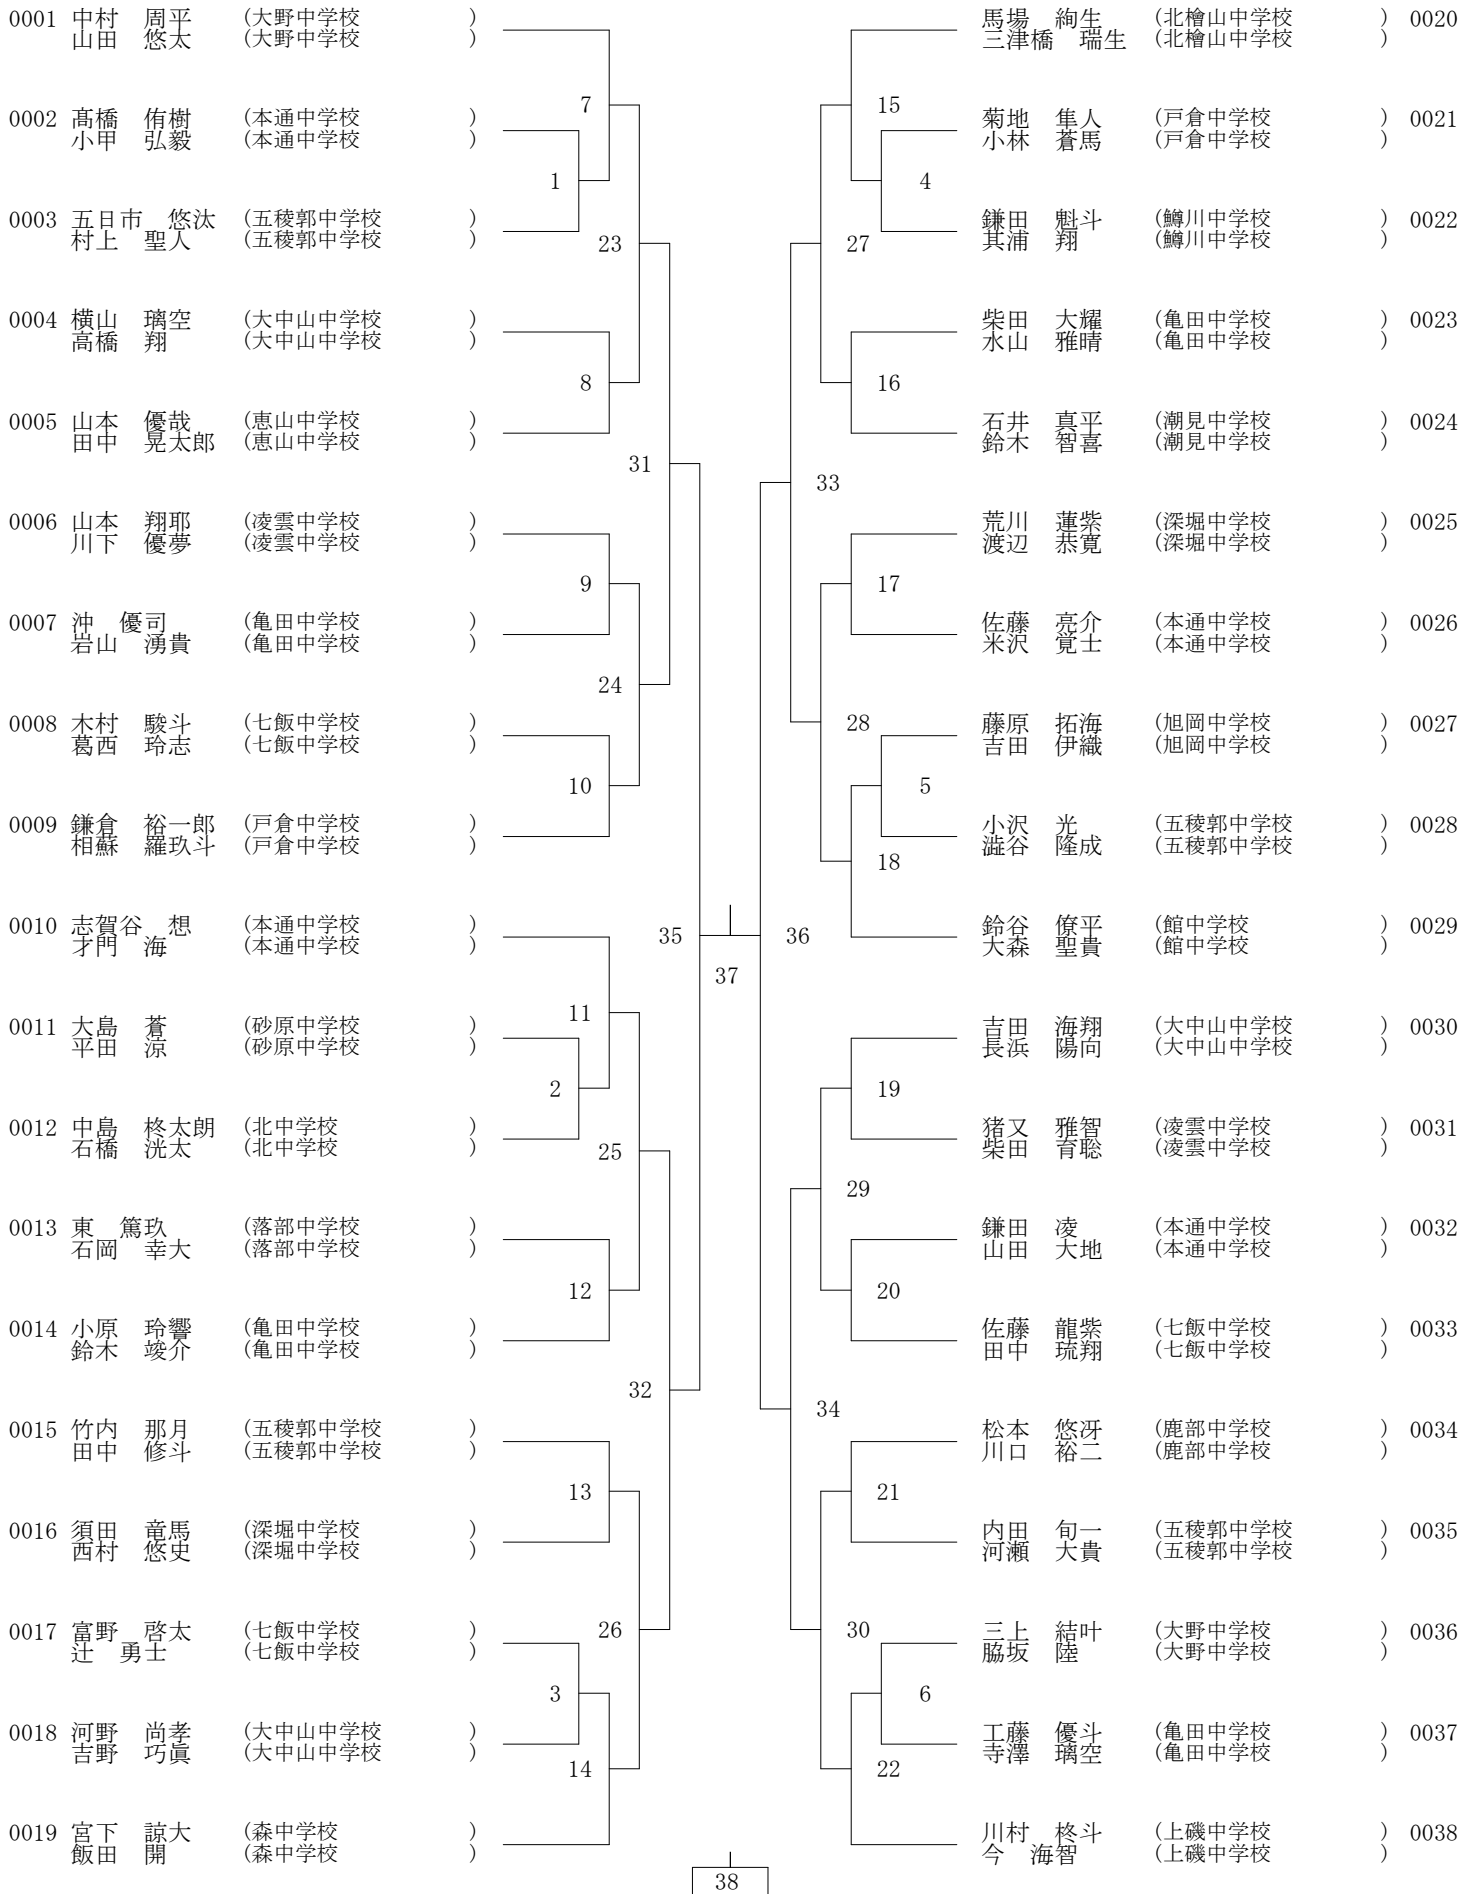 0001 中村　周平 (大野中学校 )
山田　悠太 (大野中学校 )
7
0002 髙橋　侑樹 (本通中学校 )
小甲　弘毅 (本通中学校 )
1
0003 五日市　悠汰 (五稜郭中学校 )
村上　聖人 (五稜郭中学校 )
23
0004 横山　璃空 (大中山中学校 )
高橋　翔 (大中山中学校 )
8
0005 山本　優哉 (恵山中学校 )
田中　晃太郎 (恵山中学校 )
31
0006 山本　翔耶 (凌雲中学校 )
川下　優夢 (凌雲中学校 )
9
0007 沖　優司 (亀田中学校 )
岩山　湧貴 (亀田中学校 )
24
0008 木村　駿斗 (七飯中学校 )
葛西　玲志 (七飯中学校 )
10
0009 鎌倉　裕一郎 (戸倉中学校 )
相蘇　羅玖斗 (戸倉中学校 )
0010 志賀谷　想 (本通中学校 )
才門　海 (本通中学校 )
35
11
0011 大島　蒼 (砂原中学校 )
平田　涼 (砂原中学校 )
2
0012 中島　柊太朗 (北中学校 )
石橋　洸太 (北中学校 )
25
0013 東　篤玖 (落部中学校 )
石岡　幸大 (落部中学校 )
12
0014 小原　玲響 (亀田中学校 )
鈴木　竣介 (亀田中学校 )
32
0015 竹内　那月 (五稜郭中学校 )
田中　修斗 (五稜郭中学校 )
13
0016 須田　竜馬 (深堀中学校 )
西村　悠史 (深堀中学校 )
0017 富野　啓太 (七飯中学校 )
辻　勇士 (七飯中学校 )
26
3
0018 河野　尚孝 (大中山中学校 )
吉野　巧眞 (大中山中学校 )
14
0019 宮下　諒大 (森中学校 )
飯田　開 (森中学校 )
37
38
馬場　絢生 (北檜山中学校 ) 0020
三津橋　瑞生 (北檜山中学校 )
15
菊地　隼人 (戸倉中学校 ) 0021
小林　蒼馬 (戸倉中学校 )
4
鎌田　魁斗 (鱒川中学校 ) 0022
其浦　翔 (鱒川中学校 )
27
柴田　大耀 (亀田中学校 ) 0023
水山　雅晴 (亀田中学校 )
16
石井　真平 (潮見中学校 ) 0024
鈴木　智喜 (潮見中学校 )
33
荒川　蓮紫 (深堀中学校 ) 0025
渡辺　恭寛 (深堀中学校 )
17
佐藤　亮介 (本通中学校 ) 0026
米沢　覚士 (本通中学校 )
28
藤原　拓海 (旭岡中学校 ) 0027
吉田　伊織 (旭岡中学校 )
5
小沢　光 (五稜郭中学校 ) 0028
澁谷　隆成 (五稜郭中学校 )
18
鈴谷　僚平 (館中学校 ) 0029
大森　聖貴 (館中学校 )
36
吉田　海翔 (大中山中学校 ) 0030
長浜　陽向 (大中山中学校 )
19
猪又　雅智 (凌雲中学校 ) 0031
柴田　育聡 (凌雲中学校 )
29
鎌田　凌 (本通中学校 ) 0032
山田　大地 (本通中学校 )
20
佐藤　龍紫 (七飯中学校 ) 0033
田中　琉翔 (七飯中学校 )
34
松本　悠冴 (鹿部中学校 ) 0034
川口　裕二 (鹿部中学校 )
21
内田　旬一 (五稜郭中学校 ) 0035
河瀬　大貴 (五稜郭中学校 )
30
三上　結叶 (大野中学校 ) 0036
脇坂　陸 (大野中学校 )
6
工藤　優斗 (亀田中学校 ) 0037
寺澤　璃空 (亀田中学校 )
22
川村　柊斗 (上磯中学校 ) 0038
今　海智 (上磯中学校 )